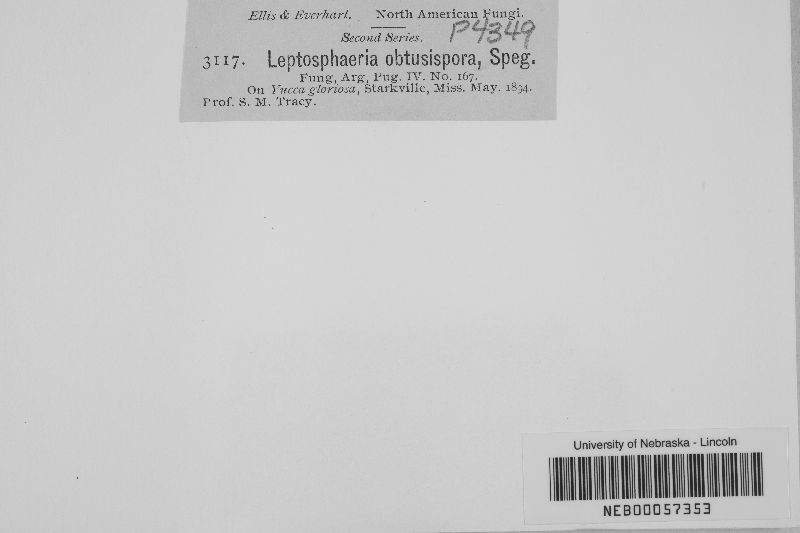 Ellis & Everhart. North American Fungi.
Second Series. P4349
3117. Leptosphaeria obtusispora, Speg.
Fung, Arg, Pug. IV. No. 167.
On Yucca gloriosa, Starkville, Miss. May. 1894.
Prof. S. M. Tracy.
University of Nebraska - Lincoln
NEB00057353